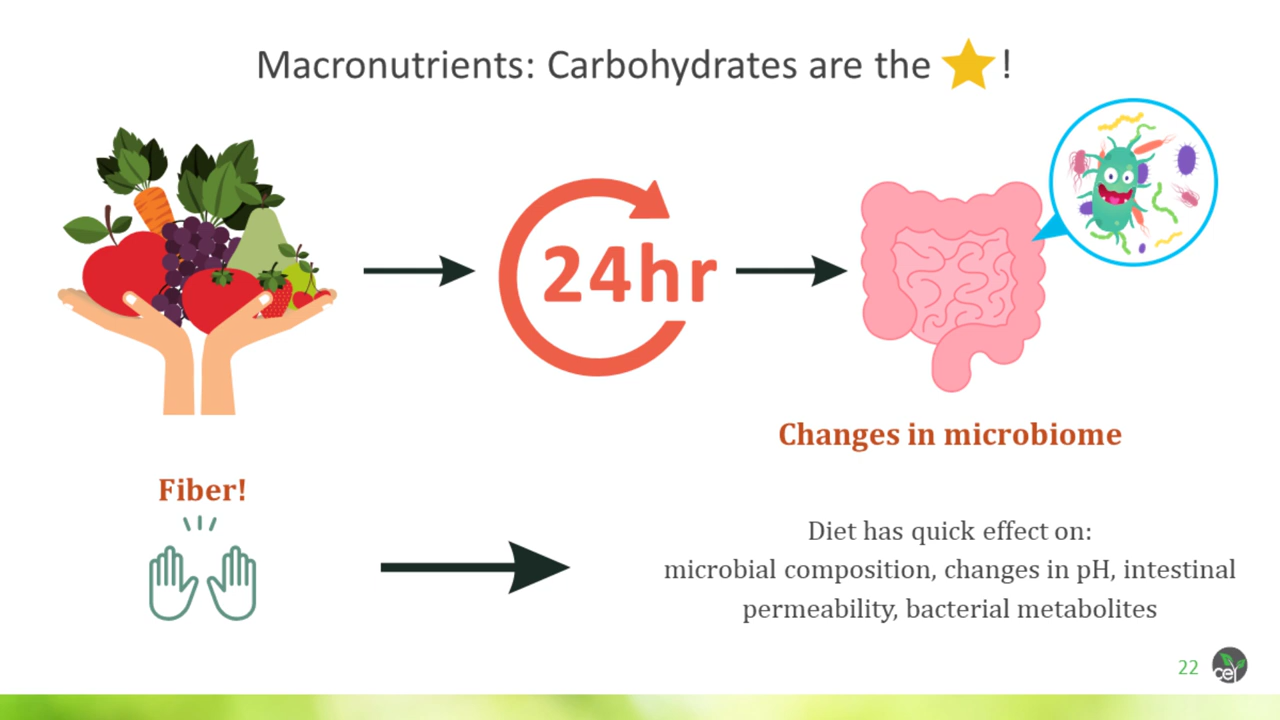 Macronutrients: Carbohydrates are the ⭐!
24hr
Changes in microbiome
Fiber!
Diet has quick effect on:
microbial composition, changes in pH, intestinal
permeability, bacterial metabolites
22
cey